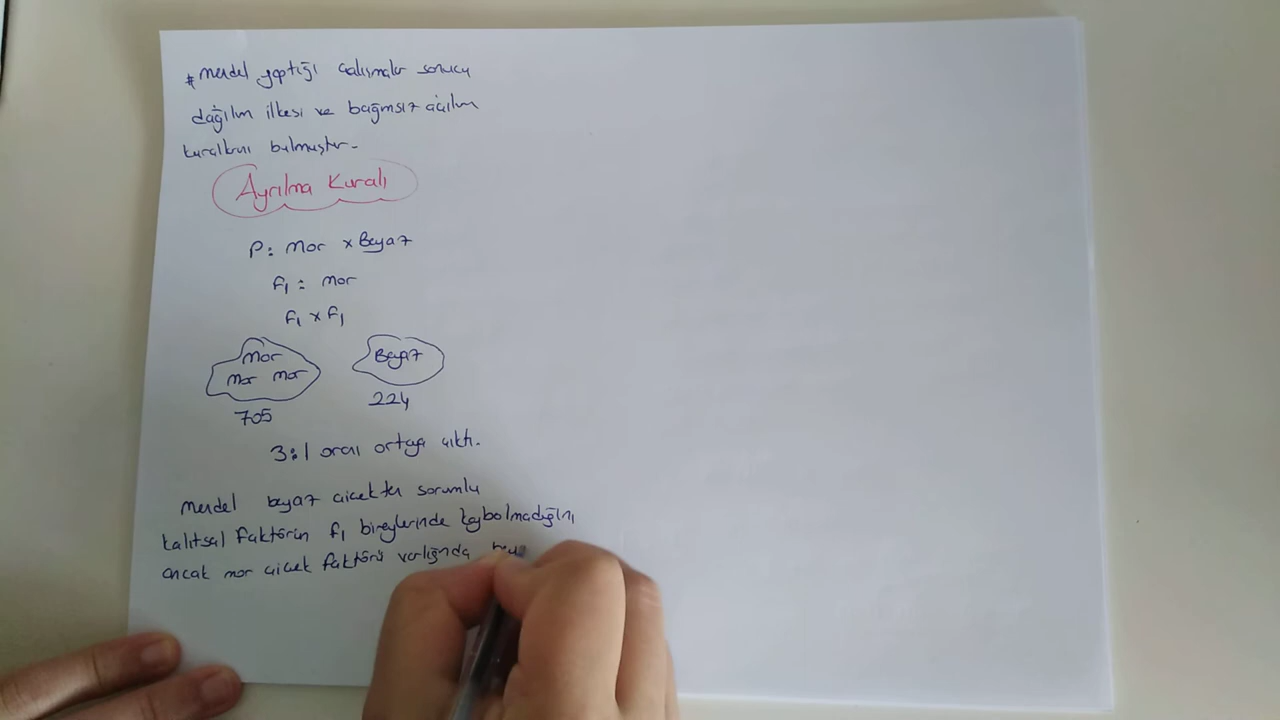 # Mendel yaptığı çalışmalar sonucu
dağılım ilkesi ve bağımsız açılım
kurallarını bulmuştur.
Ayrılma Kuralı
P: Mor x Beyaz
F₁ : Mor
F₁ x F₁
Mor
Mor Mor
Beyaz
705
224
3:1 oranı ortaya çıktı.
Mendel beyaz çiçekten sorumlu
kalıtsal faktörün F₁ bireylerinde kaybolmadığını
ancak mor çiçek faktörü varlığında